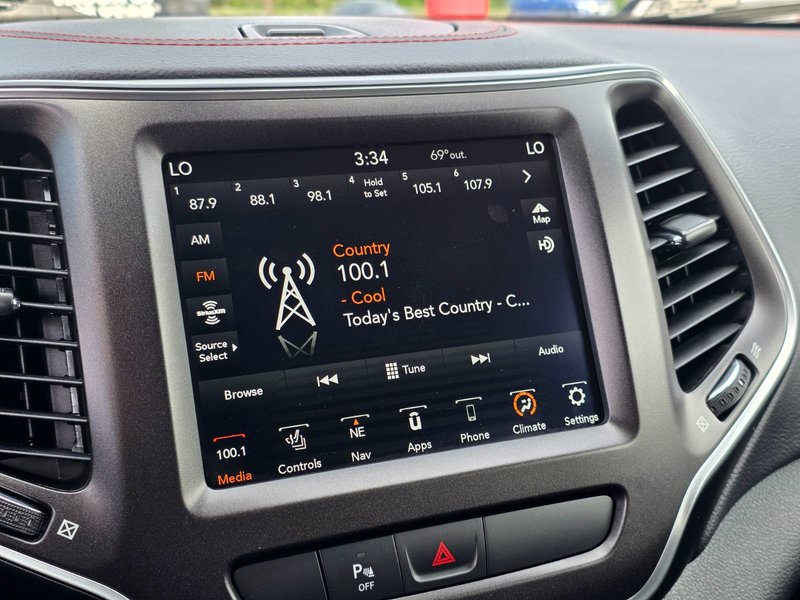 LO 3:34 69° out. LO
1 87.9 2 88.1 3 98.1 4 Hold to Set 5 105.1 6 107.9
Map
AM
FM
SiriusXM
Source
Select
HD
Country
100.1
- Cool
Today's Best Country - C...
Browse Tune Audio
100.1 NE
Media Controls Nav Apps Phone Climate Settings
P OFF